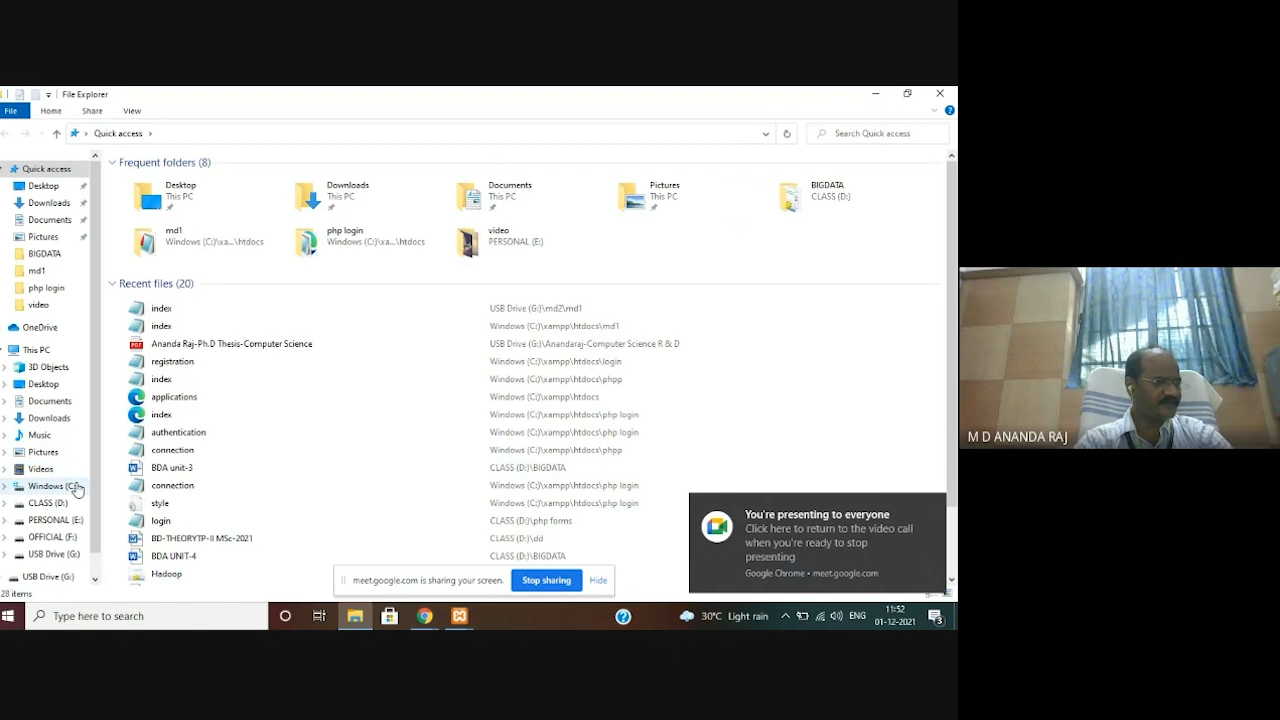 File Explorer
File Home Share View
Quick access
Search Quick access
Quick access
Desktop
Downloads
Documents
Pictures
BIGDATA
md1
php login
video
OneDrive
This PC
3D Objects
Desktop
Documents
Downloads
Music
Pictures
Videos
Windows (C:)
CLASS (D:)
PERSONAL (E:)
OFFICIAL (F:)
USB Drive (G:)
USB Drive (G:)
28 items
Frequent folders (8)
Desktop
This PC
Downloads
This PC
Documents
This PC
Pictures
This PC
BIGDATA
CLASS (D:)
md1
Windows (C:)\xa...\htdocs
php login
Windows (C:)\xa...\htdocs
video
PERSONAL (E:)
Recent files (20)
index USB Drive (G:)\md2\md1
index Windows (C:)\xampp\htdocs\md1
Ananda Raj-Ph.D Thesis-Computer Science USB Drive (G:)\Anandaraj-Computer Science R & D
registration Windows (C:)\xampp\htdocs\login
index Windows (C:)\xampp\htdocs\phpp
applications Windows (C:)\xampp\htdocs
index Windows (C:)\xampp\htdocs\php login
authentication Windows (C:)\xampp\htdocs\php login
connection Windows (C:)\xampp\htdocs\phpp
BDA unit-3 CLASS (D:)\BIGDATA
connection Windows (C:)\xampp\htdocs\php login
style Windows (C:)\xampp\htdocs\php login
login CLASS (D:)\php forms
BD-THEORYTP-II MSc-2021 CLASS (D:)\dd
BDA UNIT-4 CLASS (D:)\BIGDATA
Hadoop
You're presenting to everyone
Click here to return to the video call
when you're ready to stop
presenting
Google Chrome • meet.google.com
meet.google.com is sharing your screen. Stop sharing Hide
Type here to search
30°C Light rain
ENG
11:52
01-12-2021
3
M D ANANDA RAJ